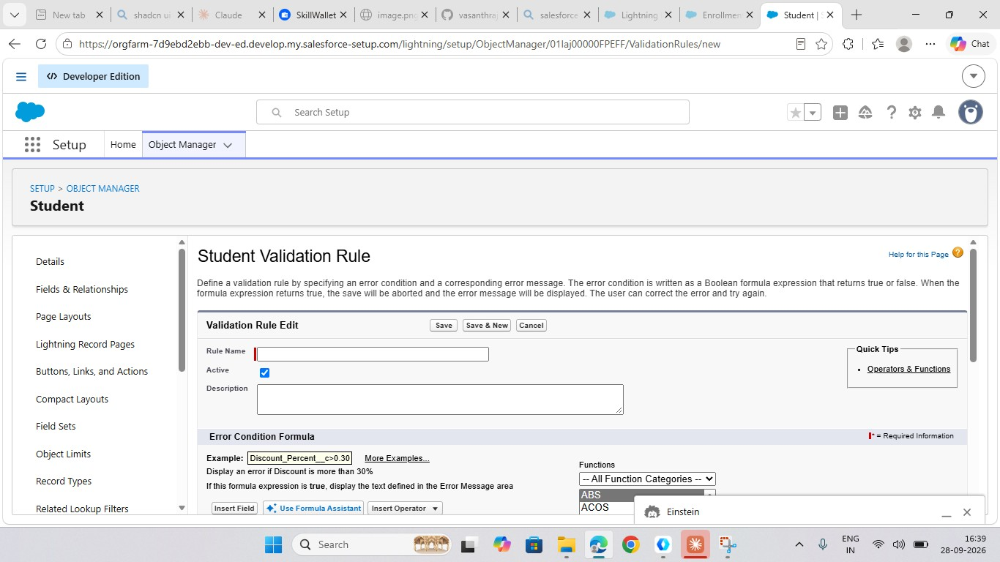 New tab
shadcn ui
Claude
SkillWallet
image.png
vasanthraj
salesforce
Lightning
Enrollmen
Student | S
https://orgfarm-7d9ebd2ebb-dev-ed.develop.my.salesforce-setup.com/lightning/setup/ObjectManager/01Iaj00000FPEFF/ValidationRules/new
Chat
</> Developer Edition
Search Setup
Setup
Home
Object Manager
SETUP > OBJECT MANAGER
Student
Details
Fields & Relationships
Page Layouts
Lightning Record Pages
Buttons, Links, and Actions
Compact Layouts
Field Sets
Object Limits
Record Types
Related Lookup Filters
Student Validation Rule
Help for this Page ?
Define a validation rule by specifying an error condition and a corresponding error message. The error condition is written as a Boolean formula expression that returns true or false. When the
formula expression returns true, the save will be aborted and the error message will be displayed. The user can correct the error and try again.
Validation Rule Edit
Save
Save & New
Cancel
Rule Name
Active
Description
Quick Tips
• Operators & Functions
Error Condition Formula
* = Required Information
Example: Discount_Percent__c>0.30 More Examples...
Display an error if Discount is more than 30%
If this formula expression is true, display the text defined in the Error Message area
Insert Field
Use Formula Assistant
Insert Operator
Functions
-- All Function Categories --
ABS
ACOS
Einstein
Search
ENG
IN
16:39
28-09-2026